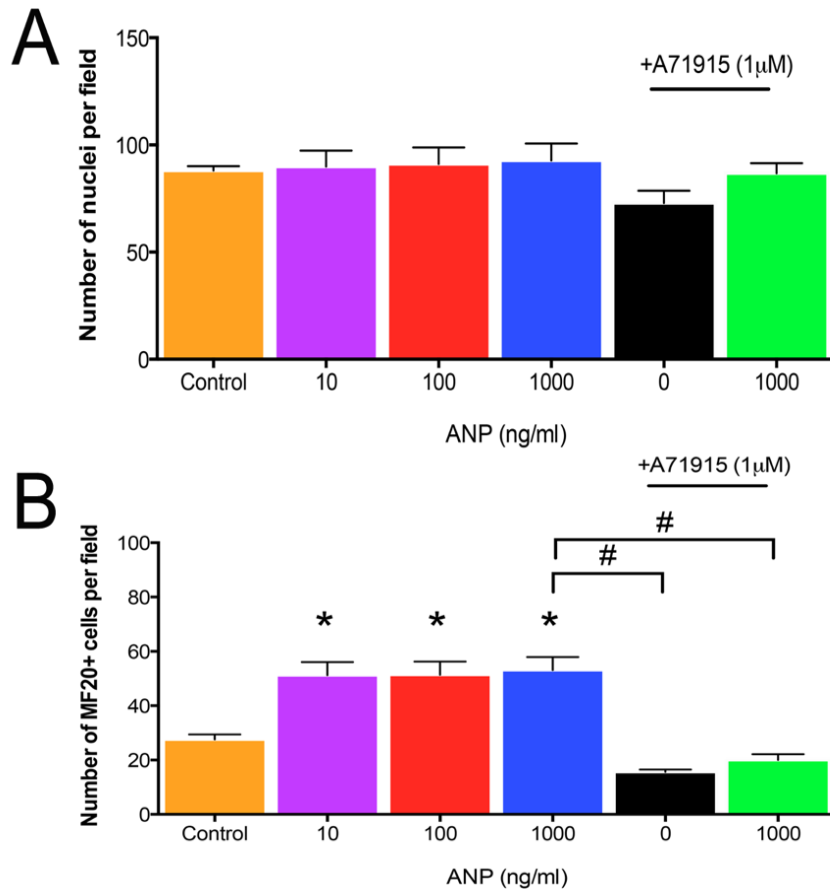 A
Number of nuclei per field
150
100
50
0
+A71915 (1μM)
Control 10 100 1000 0 1000
ANP (ng/ml)
B
Number of MF20+ cells per field
100
80
60
40
20
0
+A71915 (1μM)
#
#
* * *
Control 10 100 1000 0 1000
ANP (ng/ml)